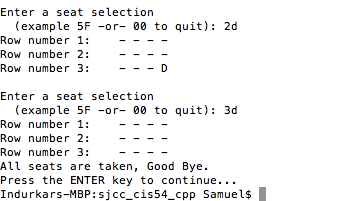 Enter a seat selection
  (example 5F -or- 00 to quit): 2d
Row number 1:    - - - -
Row number 2:    - - - -
Row number 3:    - - - D

Enter a seat selection
  (example 5F -or- 00 to quit): 3d
Row number 1:    - - - -
Row number 2:    - - - -
Row number 3:    - - - -
All seats are taken, Good Bye.
Press the ENTER key to continue...
Indurkars-MBP:sjcc_cis54_cpp Samuel$